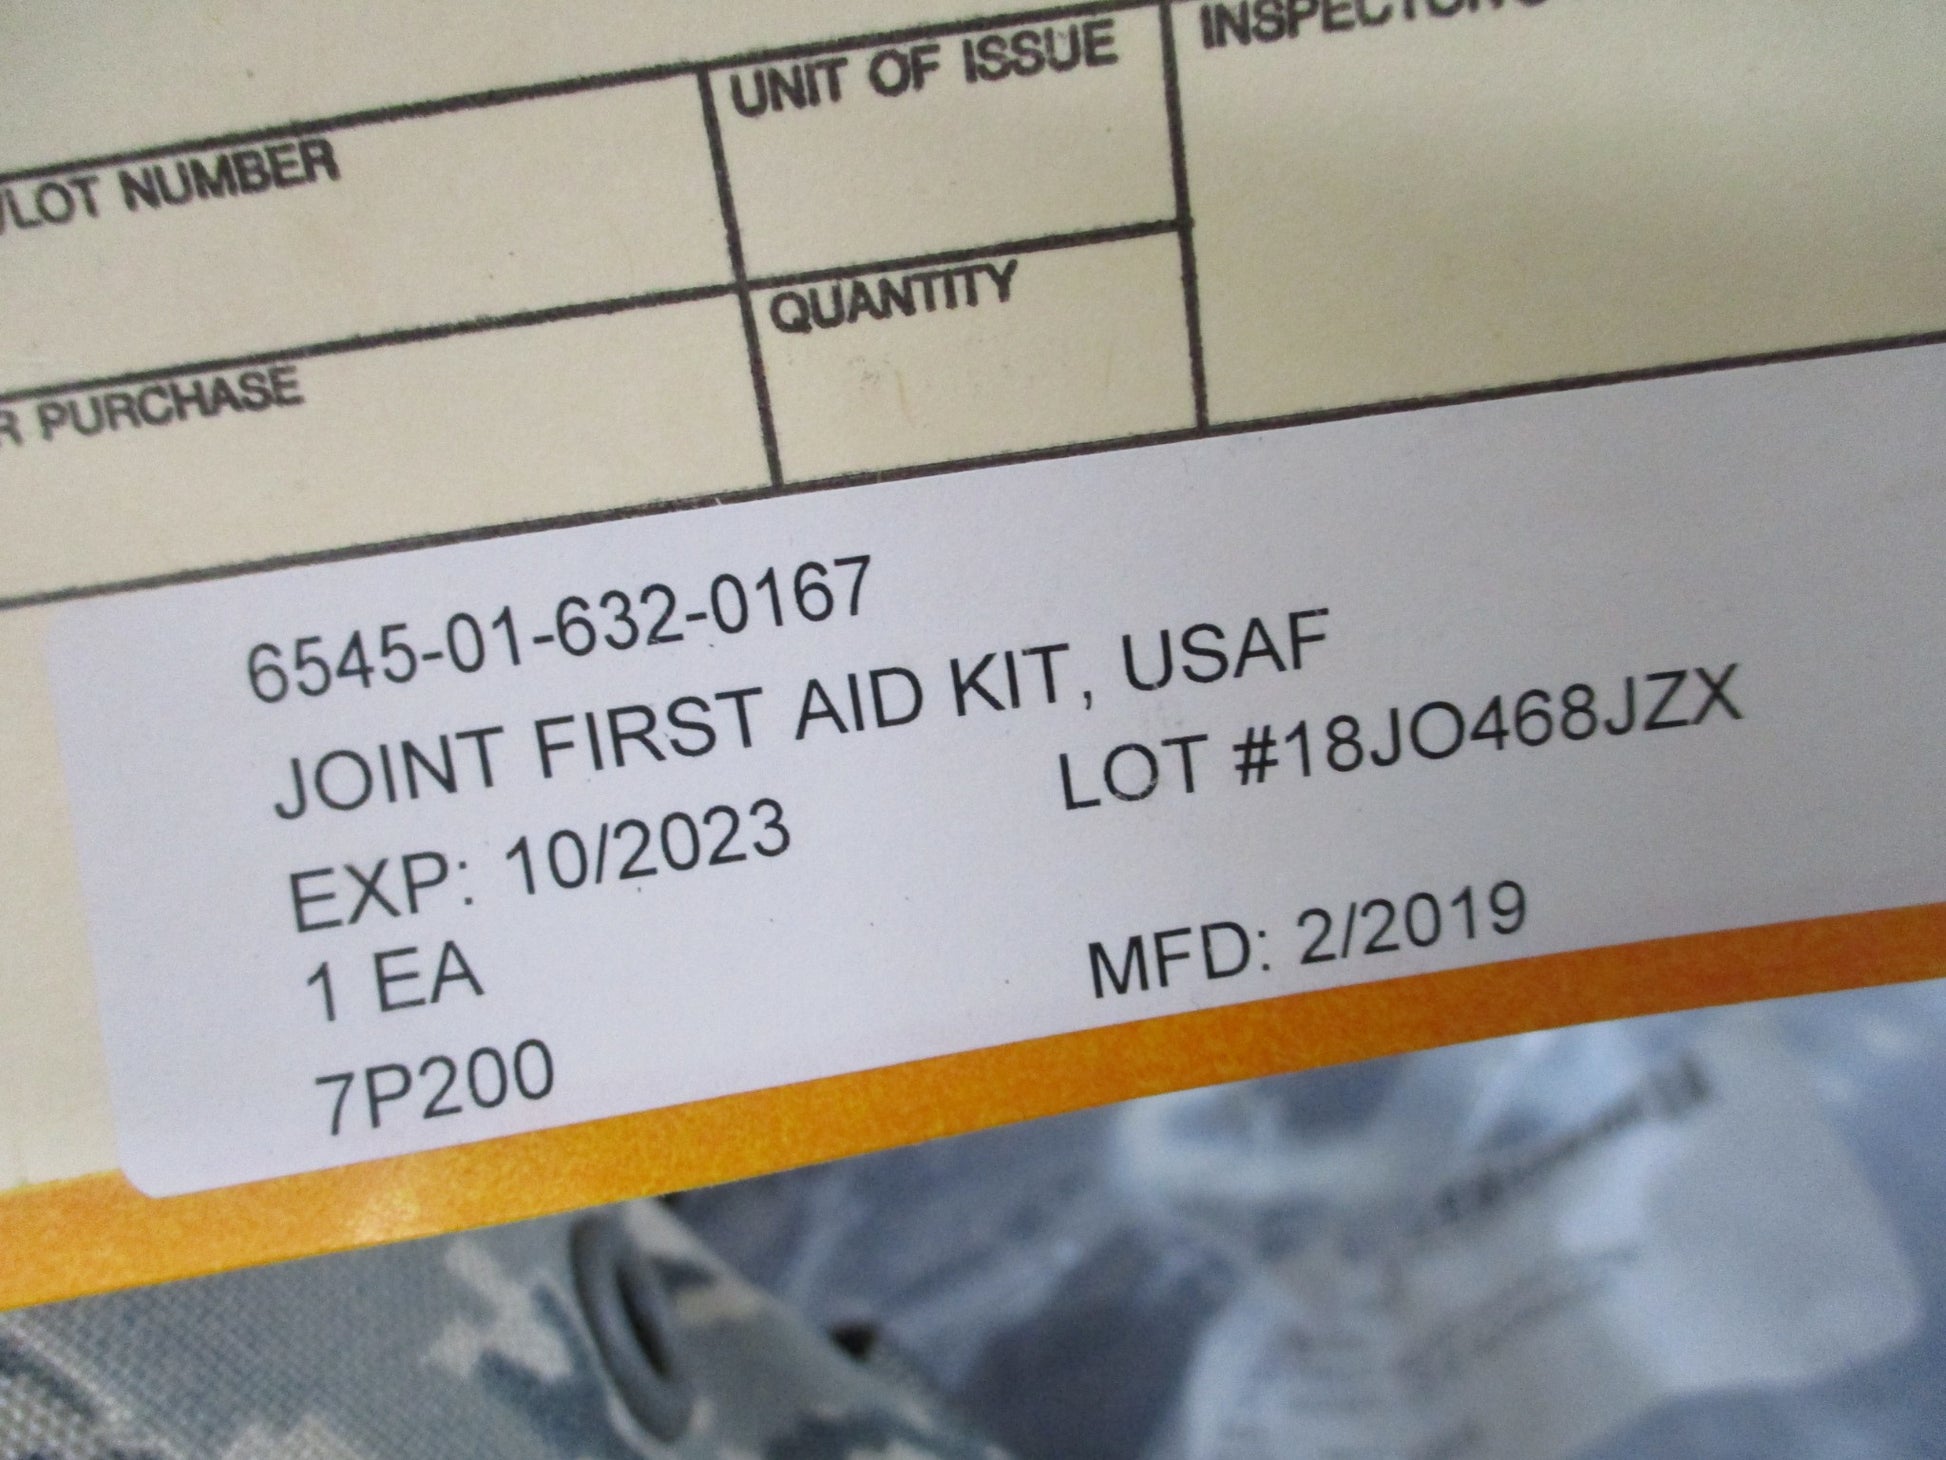 UNIT OF ISSUE
/LOT NUMBER
QUANTITY
R PURCHASE
6545-01-632-0167
JOINT FIRST AID KIT, USAF
EXP: 10/2023 LOT #18JO468JZX
1 EA MFD: 2/2019
7P200